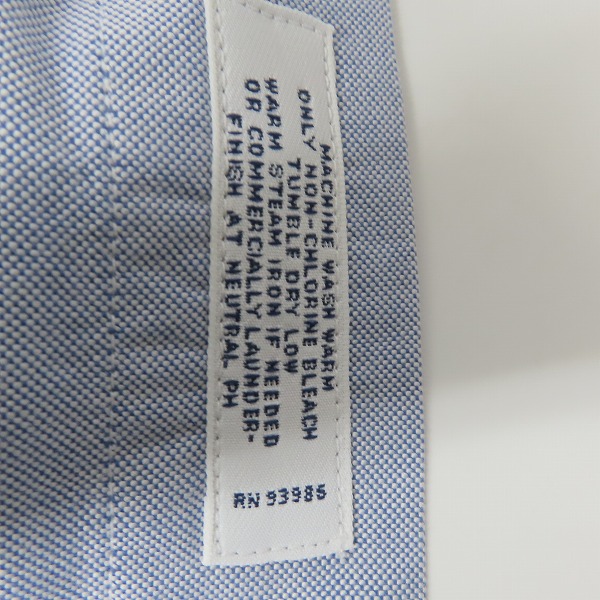 MACHINE WASH WARM
ONLY NON-CHLORINE BLEACH
TUMBLE DRY LOW
WARM STEAM IRON IF NEEDED
OR COMMERCIALLY LAUNDER-
FINISH AT NEUTRAL PH
RN 93985